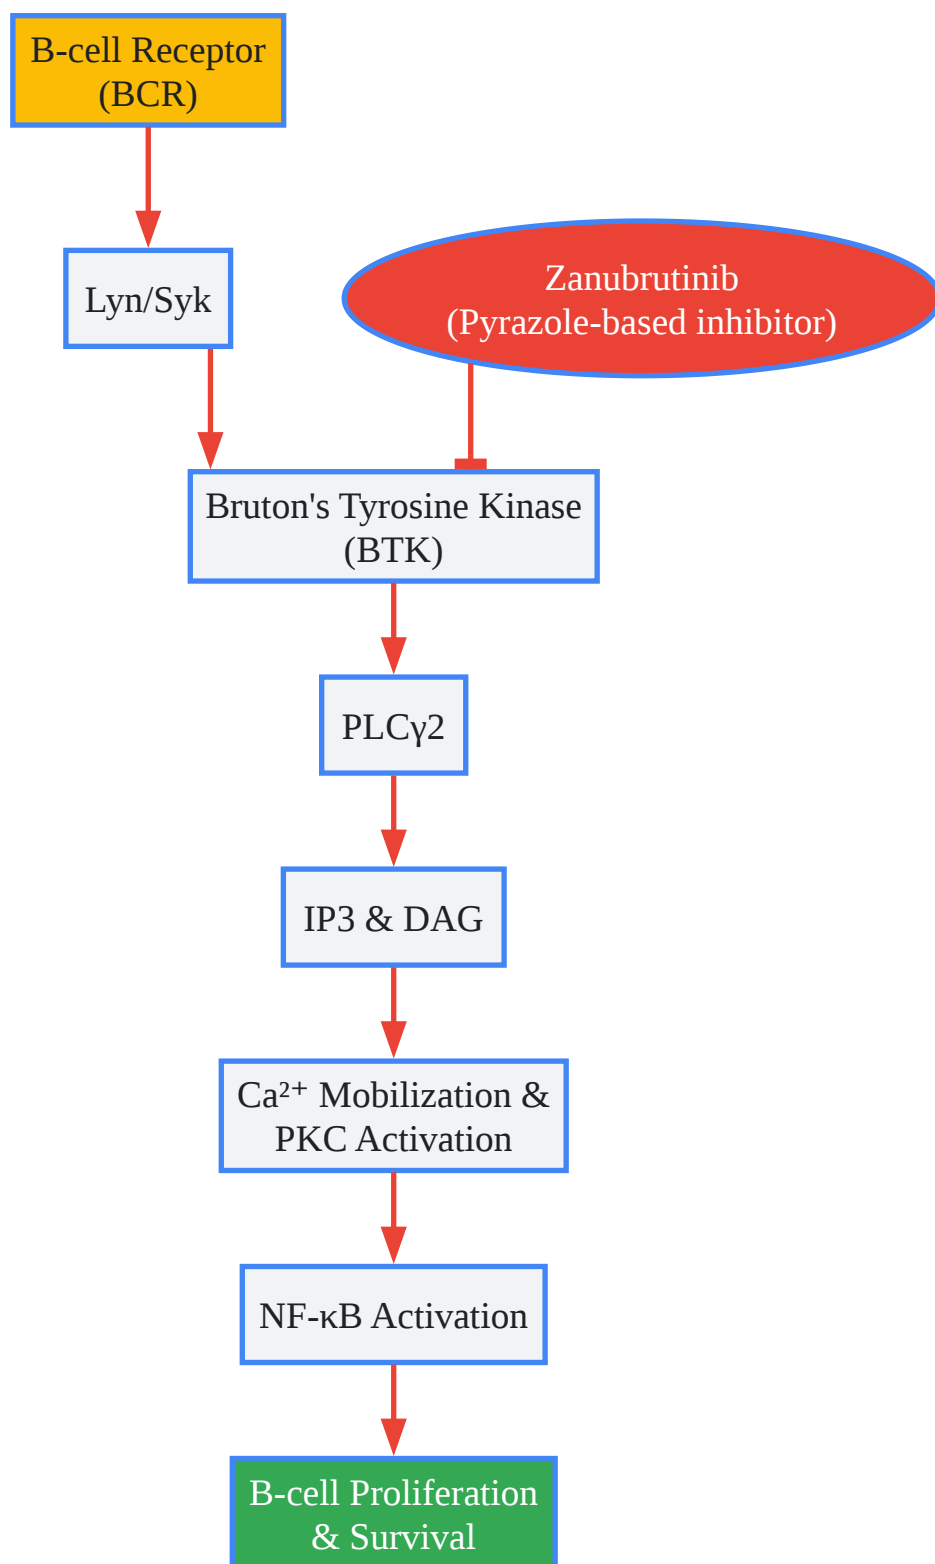 B-cell Receptor
(BCR)
Lyn/Syk
Zanubrutinib
(Pyrazole-based inhibitor)
Bruton's Tyrosine Kinase
(BTK)
PLCγ2
IP3 & DAG
Ca²⁺ Mobilization &
PKC Activation
NF-κB Activation
B-cell Proliferation
& Survival